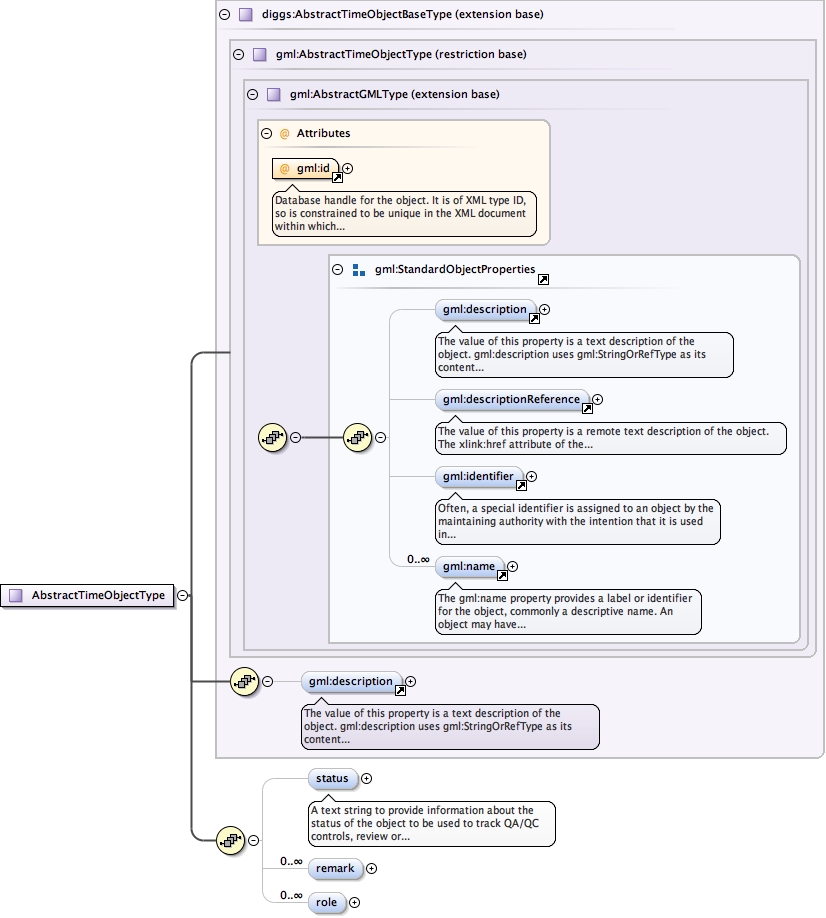 diggs:AbstractTimeObjectBaseType (extension base)
gml:AbstractTimeObjectType (restriction base)
gml:AbstractGMLType (extension base)
@ Attributes
@ gml:id
Database handle for the object. It is of XML type ID,
so is constrained to be unique in the XML document
within which...
gml:StandardObjectProperties
gml:description
The value of this property is a text description of the
object. gml:description uses gml:StringOrRefType as its
content...
gml:descriptionReference
The value of this property is a remote text description of the object.
The xlink:href attribute of the...
gml:identifier
Often, a special identifier is assigned to an object by the
maintaining authority with the intention that it is used
in...
0..∞ gml:name
The gml:name property provides a label or identifier
for the object, commonly a descriptive name. An
object may have...
AbstractTimeObjectType
gml:description
The value of this property is a text description of the
object. gml:description uses gml:StringOrRefType as its
content...
status
A text string to provide information about the
status of the object to be used to track QA/QC
controls, review or...
0..∞ remark
0..∞ role